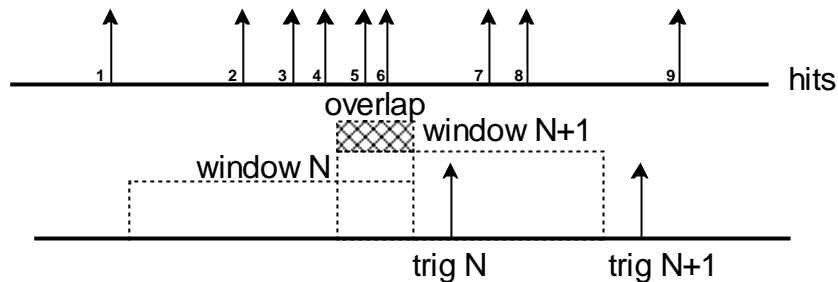 1 2 3 4 5 6 7 8 9
hits
overlap
window N+1
window N
trig N
trig N+1